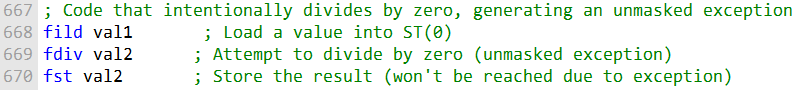 667 ; Code that intentionally divides by zero, generating an unmasked exception
668 fild val1 ; Load a value into ST(0)
669 fdiv val2 ; Attempt to divide by zero (unmasked exception)
670 fst val2 ; Store the result (won't be reached due to exception)